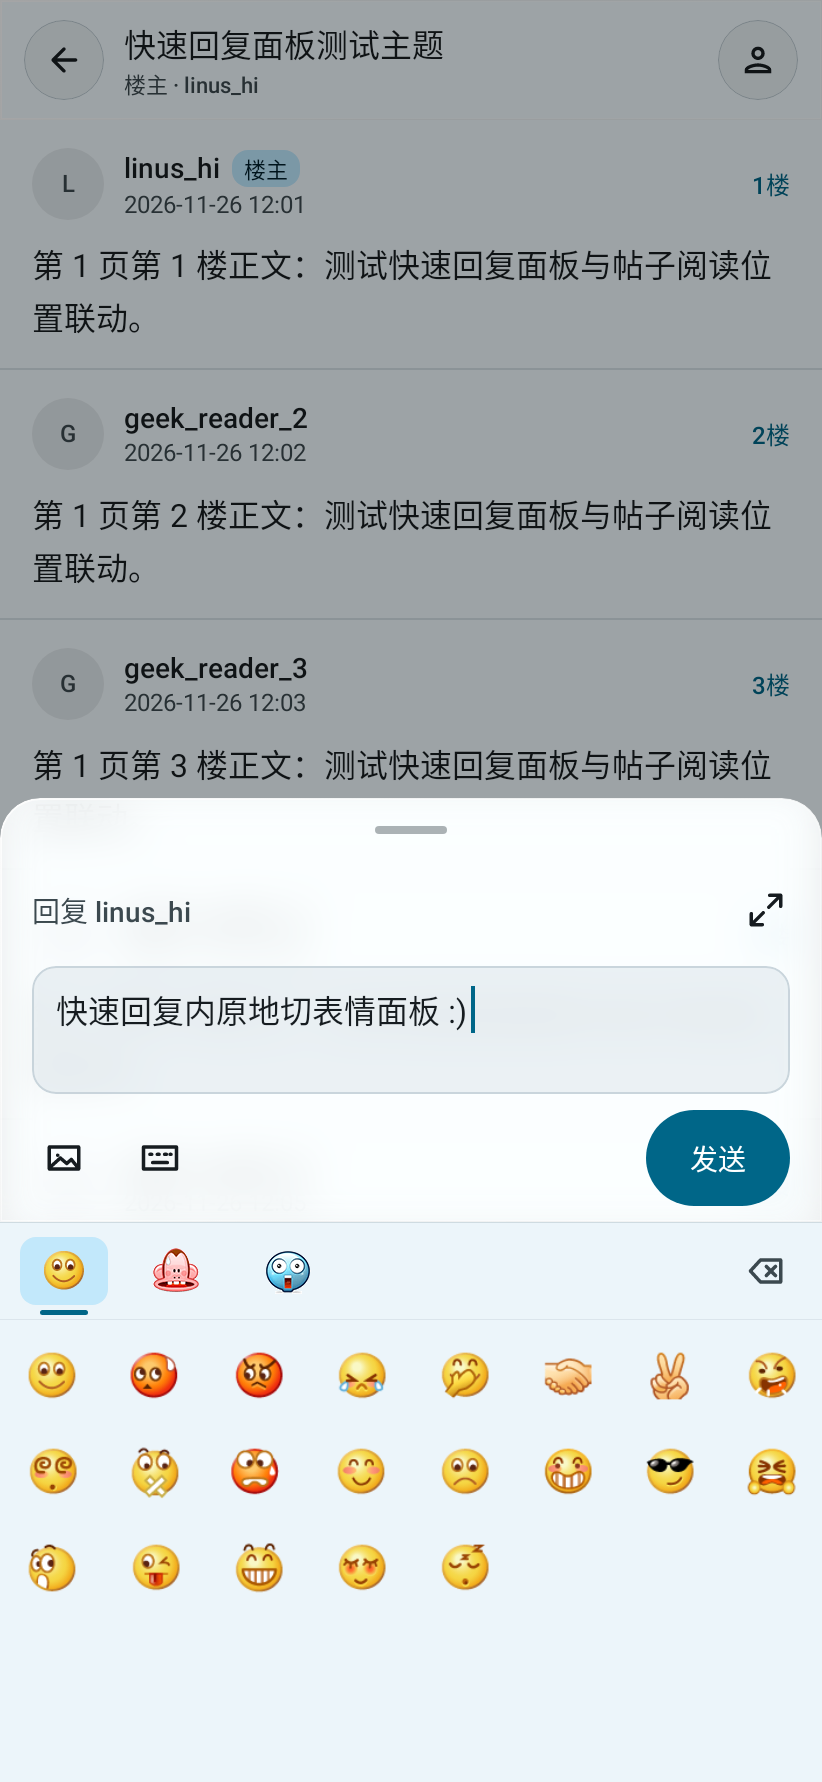 快速回复面板测试主题
楼主 · linus_hi
L
linus_hi 楼主
2026-11-26 12:01
1楼
第 1 页第 1 楼正文：测试快速回复面板与帖子阅读位
置联动。
G
geek_reader_2
2026-11-26 12:02
2楼
第 1 页第 2 楼正文：测试快速回复面板与帖子阅读位
置联动。
G
geek_reader_3
2026-11-26 12:03
3楼
第 1 页第 3 楼正文：测试快速回复面板与帖子阅读位
回复 linus_hi
快速回复内原地切表情面板 :)
发送